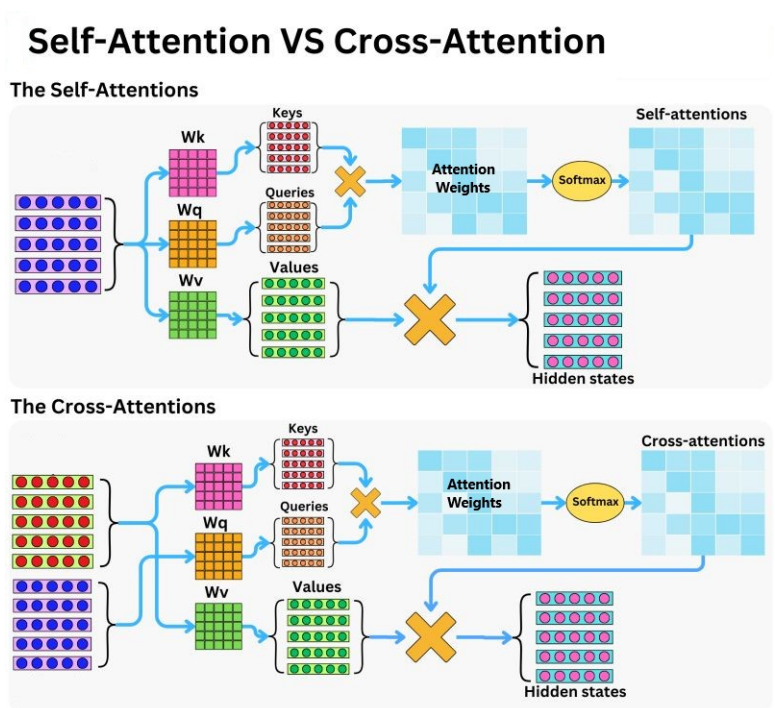 Self-Attention VS Cross-Attention
The Self-Attentions
Keys
Self-attentions
Wk
Attention
Weights
Softmax
Queries
Wq
Values
Wv
Hidden states
The Cross-Attentions
Keys
Cross-attentions
Wk
Attention
Weights
Softmax
Queries
Wq
Values
Wv
Hidden states